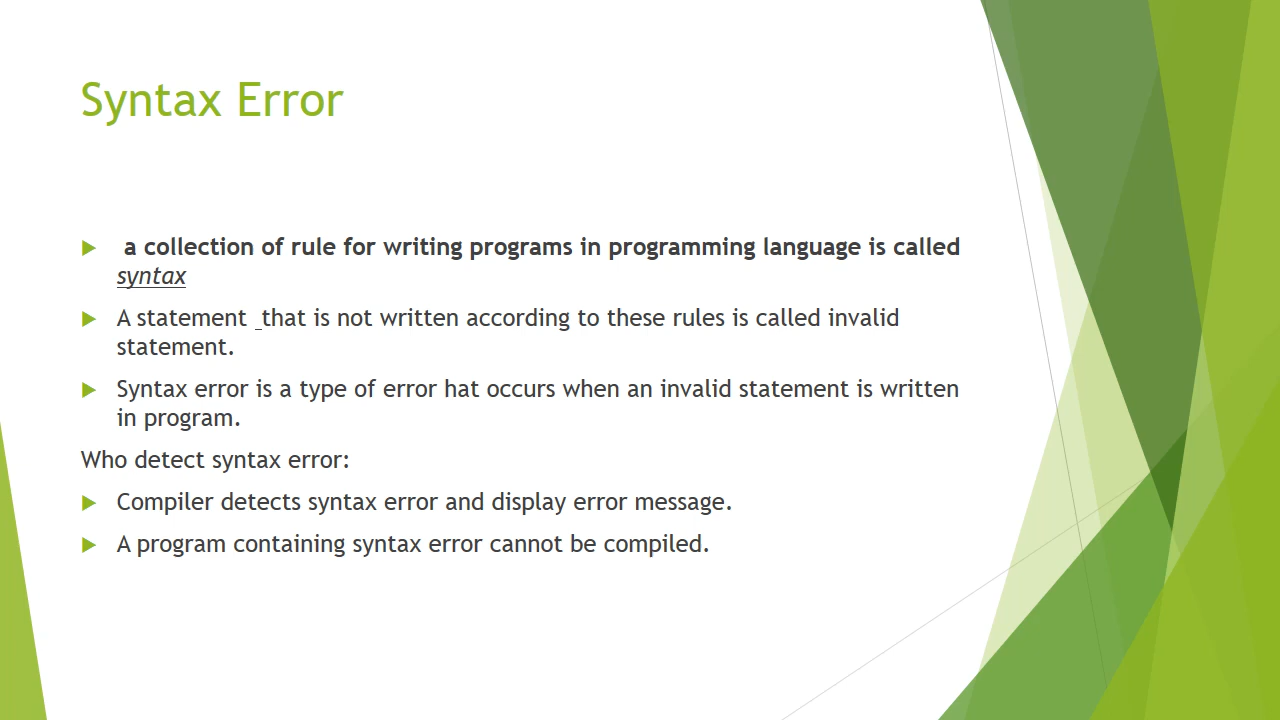 Syntax Error
a collection of rule for writing programs in programming language is called
syntax
A statement _that is not written according to these rules is called invalid
statement.
Syntax error is a type of error hat occurs when an invalid statement is written
in program.
Who detect syntax error:
Compiler detects syntax error and display error message.
A program containing syntax error cannot be compiled.